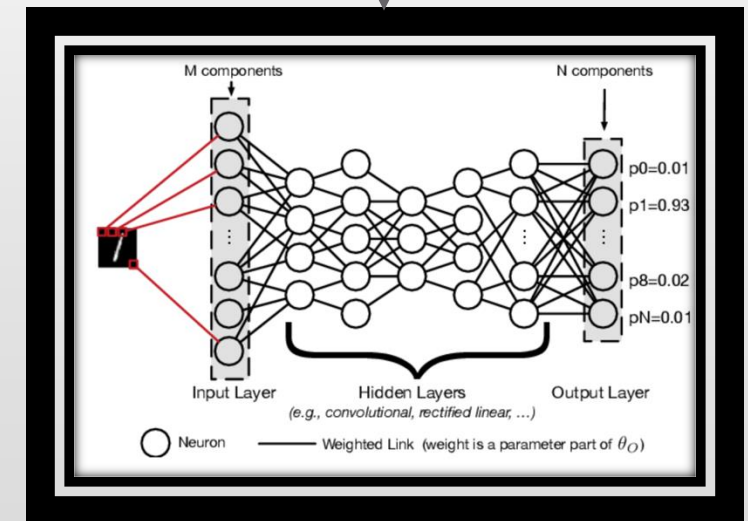 M components
N components
p0=0.01
p1=0.93
⋮
⋮
⋮
p8=0.02
pN=0.01
Input Layer
Hidden Layers
Output Layer
(e.g., convolutional, rectified linear, ...)
Neuron
Weighted Link (weight is a parameter part of θO)